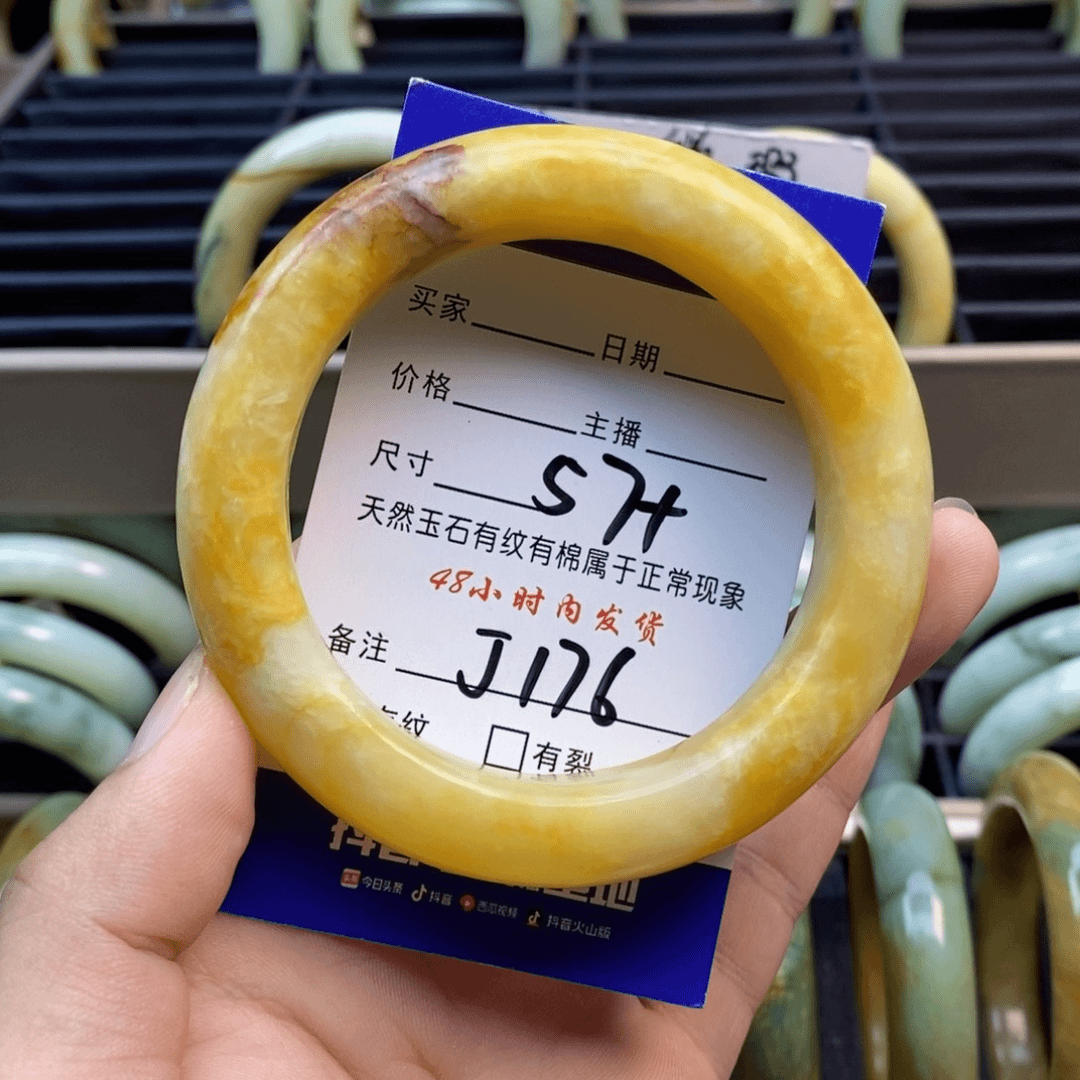 买家 日期
价格 主播
尺寸 57H
天然玉石有纹有棉属于正常现象
48小时内发货
备注 J176
有裂
今日头条 抖音 西瓜视频 抖音火山版